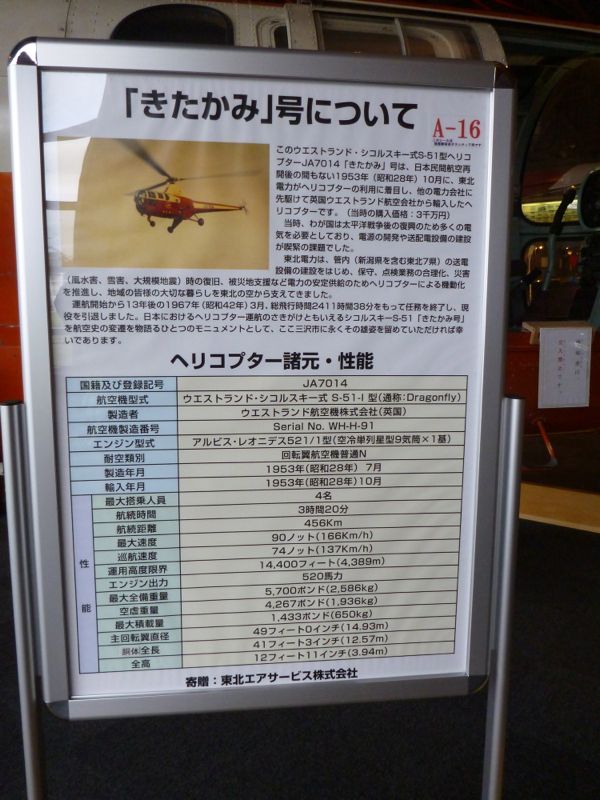 「きたかみ」号について
A-16
このウエストランド・シコルスキー式S-51型ヘリコ
プターJA7014「きたかみ」号は、日本民間航空再
開後の間もない1953年（昭和28年）10月に、東北
電力がヘリコプターの利用に着目し、他の電力会社に
先駆けて英国ウエストランド航空会社から輸入したヘ
リコプターです。（当時の購入価格：3千万円）
当時、わが国は太平洋戦争後の復興のため多くの電
気を必要としており、電源の開発や送配電設備の建設
が喫緊の課題でした。
東北電力は、管内（新潟県を含む東北7県）の送電
設備の建設をはじめ、保守、点検業務の合理化、災害
（風水害、雪害、大規模地震）時の復旧、被災地支援など電力の安定供給のためヘリコプターによる機動化
を推進し、地域の皆様の大切な暮らしを東北の空から支えてきました。
運航開始から13年後の1967年（昭和42年）3月、総飛行時間2411時間38分をもって任務を終了し、現
役を引退しました。日本におけるヘリコプター運航のさきがけともいえるシコルスキーS-51「きたかみ号」
を航空史の変遷を物語るひとつのモニュメントとして、ここ三沢市に永くその雄姿を留めていただければ幸
いであります。
ヘリコプター諸元・性能
国籍及び登録記号 JA7014
航空機型式 ウエストランド・シコルスキー式 S-51-I 型（通称：Dragonfly）
製造者 ウエストランド航空機株式会社（英国）
航空機製造番号 Serial No. WH-H-91
エンジン型式 アルビス・レオニデス521/1型（空冷単列星型9気筒×1基）
耐空類別 回転翼航空機普通N
製造年月 1953年（昭和28年） 7月
輸入年月 1953年（昭和28年）10月
性能
最大搭乗人員 4名
航続時間 3時間20分
航続距離 456Km
最大速度 90ノット（166Km/h）
巡航速度 74ノット（137Km/h）
運用高度限界 14,400フィート（4,389m）
エンジン出力 520馬力
最大全備重量 5,700ポンド（2,586kg）
空虚重量 4,267ポンド（1,936kg）
最大積載量 1,433ポンド（650kg）
主回転翼直径 49フィート0インチ（14.93m）
胴体全長 41フィート3インチ（12.57m）
全高 12フィート11インチ（3.94m）
寄贈：東北エアサービス株式会社